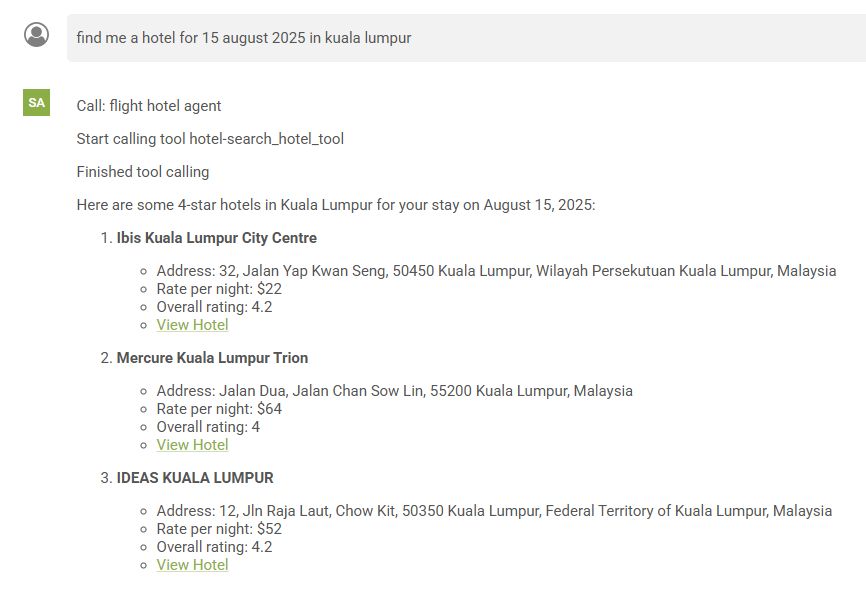 find me a hotel for 15 august 2025 in kuala lumpur
SA
Call: flight hotel agent
Start calling tool hotel-search_hotel_tool
Finished tool calling
Here are some 4-star hotels in Kuala Lumpur for your stay on August 15, 2025:
1. Ibis Kuala Lumpur City Centre
Address: 32, Jalan Yap Kwan Seng, 50450 Kuala Lumpur, Wilayah Persekutuan Kuala Lumpur, Malaysia
Rate per night: $22
Overall rating: 4.2
View Hotel
2. Mercure Kuala Lumpur Trion
Address: Jalan Dua, Jalan Chan Sow Lin, 55200 Kuala Lumpur, Malaysia
Rate per night: $64
Overall rating: 4
View Hotel
3. IDEAS KUALA LUMPUR
Address: 12, Jln Raja Laut, Chow Kit, 50350 Kuala Lumpur, Federal Territory of Kuala Lumpur, Malaysia
Rate per night: $52
Overall rating: 4.2
View Hotel